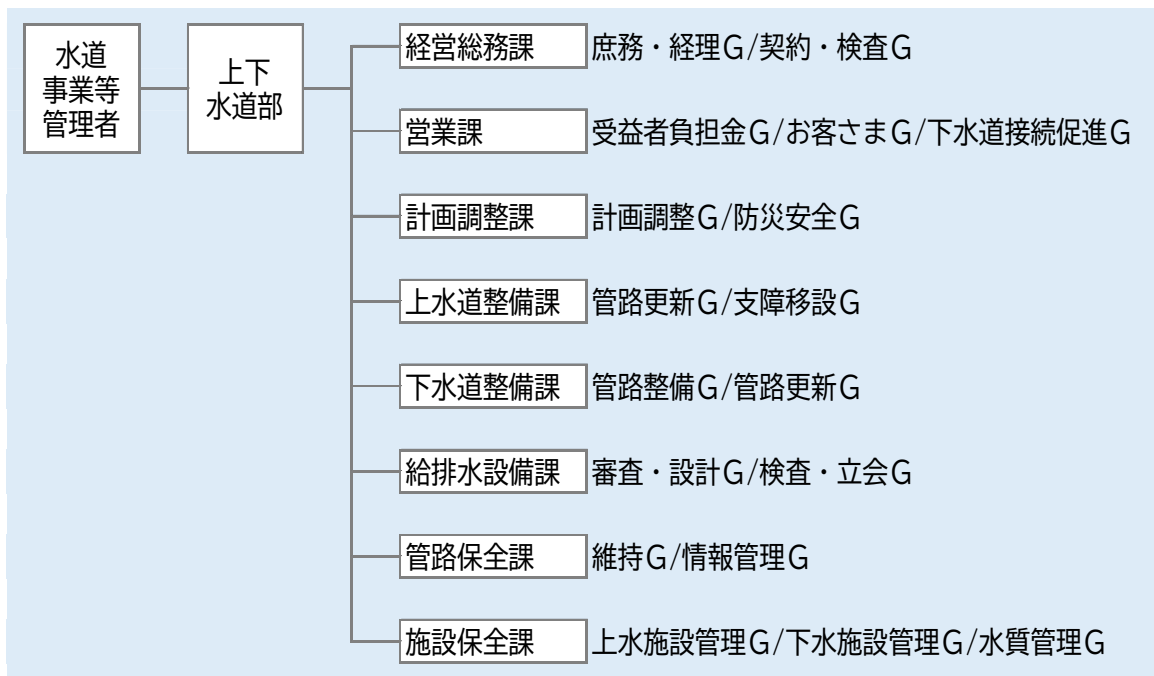 水道
事業等
管理者
上下
水道部
経営総務課 庶務・経理G/契約・検査G
営業課 受益者負担金G/お客さまG/下水道接続促進G
計画調整課 計画調整G/防災安全G
上水道整備課 管路更新G/支障移設G
下水道整備課 管路整備G/管路更新G
給排水設備課 審査・設計G/検査・立会G
管路保全課 維持G/情報管理G
施設保全課 上水施設管理G/下水施設管理G/水質管理G